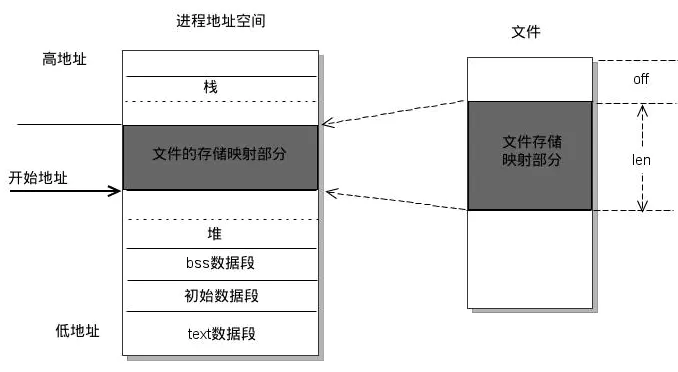 进程地址空间
文件
高地址
栈
off
文件的存储映射部分
文件存储
映射部分
len
开始地址
堆
bss数据段
初始数据段
低地址
text数据段